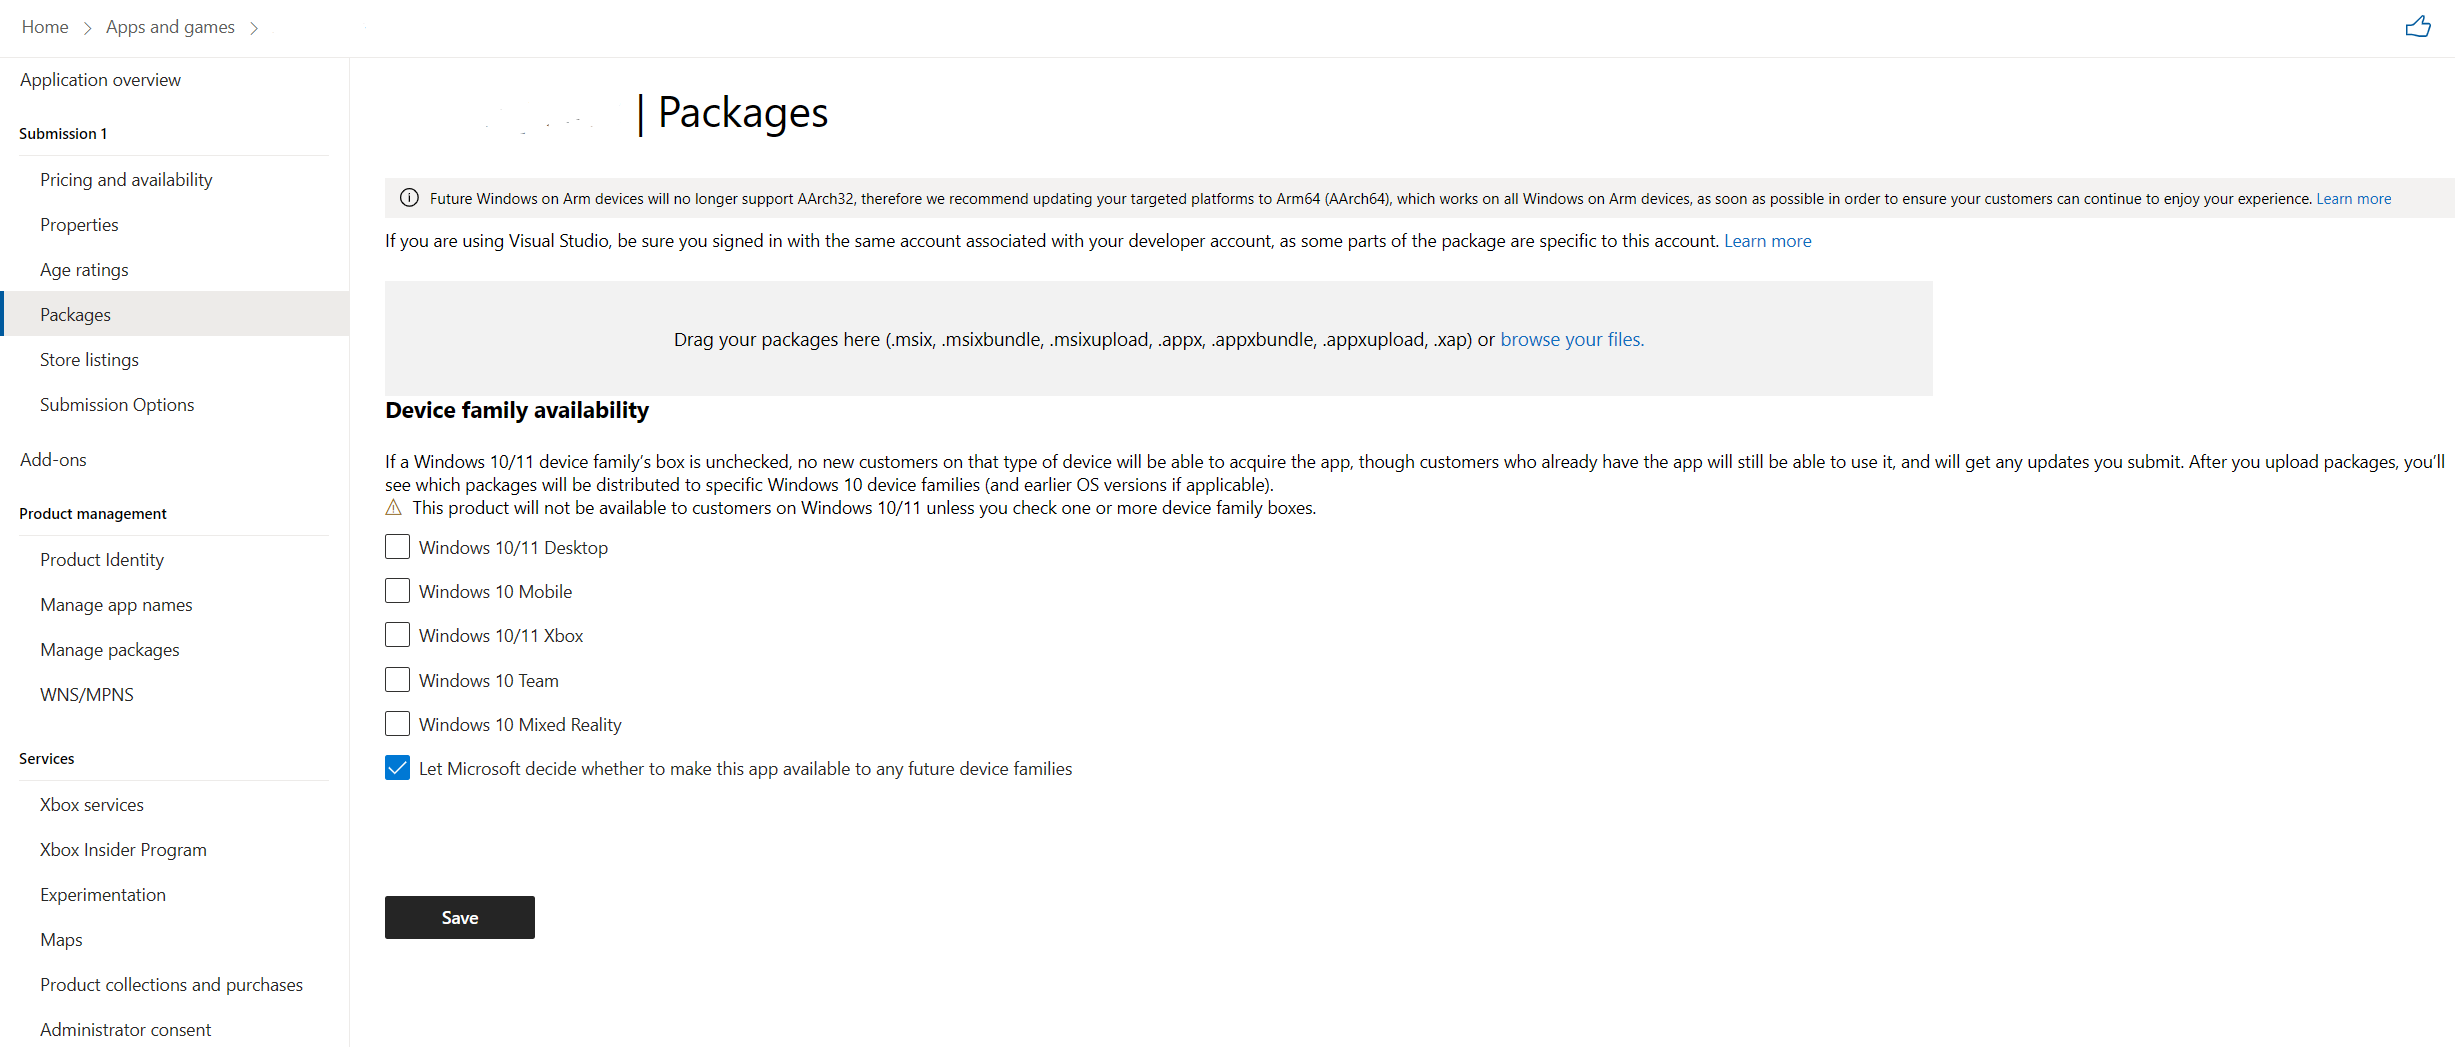 Home > Apps and games >
Application overview
Submission 1
Pricing and availability
Properties
Age ratings
Packages
Store listings
Submission Options
Add-ons
Product management
Product Identity
Manage app names
Manage packages
WNS/MPNS
Services
Xbox services
Xbox Insider Program
Experimentation
Maps
Product collections and purchases
Administrator consent
| Packages
Future Windows on Arm devices will no longer support AArch32, therefore we recommend updating your targeted platforms to Arm64 (AArch64), which works on all Windows on Arm devices, as soon as possible in order to ensure your customers can continue to enjoy your experience. Learn more
If you are using Visual Studio, be sure you signed in with the same account associated with your developer account, as some parts of the package are specific to this account. Learn more
Drag your packages here (.msix, .msixbundle, .msixupload, .appx, .appxbundle, .appxupload, .xap) or browse your files.
Device family availability
If a Windows 10/11 device family’s box is unchecked, no new customers on that type of device will be able to acquire the app, though customers who already have the app will still be able to use it, and will get any updates you submit. After you upload packages, you’ll
see which packages will be distributed to specific Windows 10 device families (and earlier OS versions if applicable).
This product will not be available to customers on Windows 10/11 unless you check one or more device family boxes.
Windows 10/11 Desktop
Windows 10 Mobile
Windows 10/11 Xbox
Windows 10 Team
Windows 10 Mixed Reality
Let Microsoft decide whether to make this app available to any future device families
Save